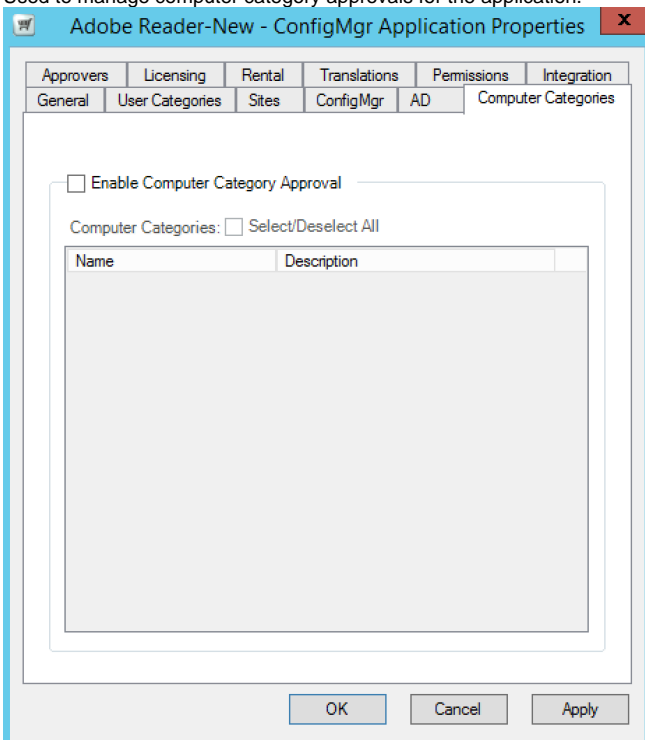 Used to manage computer category approvals for the application.
Adobe Reader-New - ConfigMgr Application Properties x
Approvers Licensing Rental Translations Permissions Integration
General User Categories Sites ConfigMgr AD Computer Categories
Enable Computer Category Approval
Computer Categories: Select/Deselect All
Name Description
OK Cancel Apply